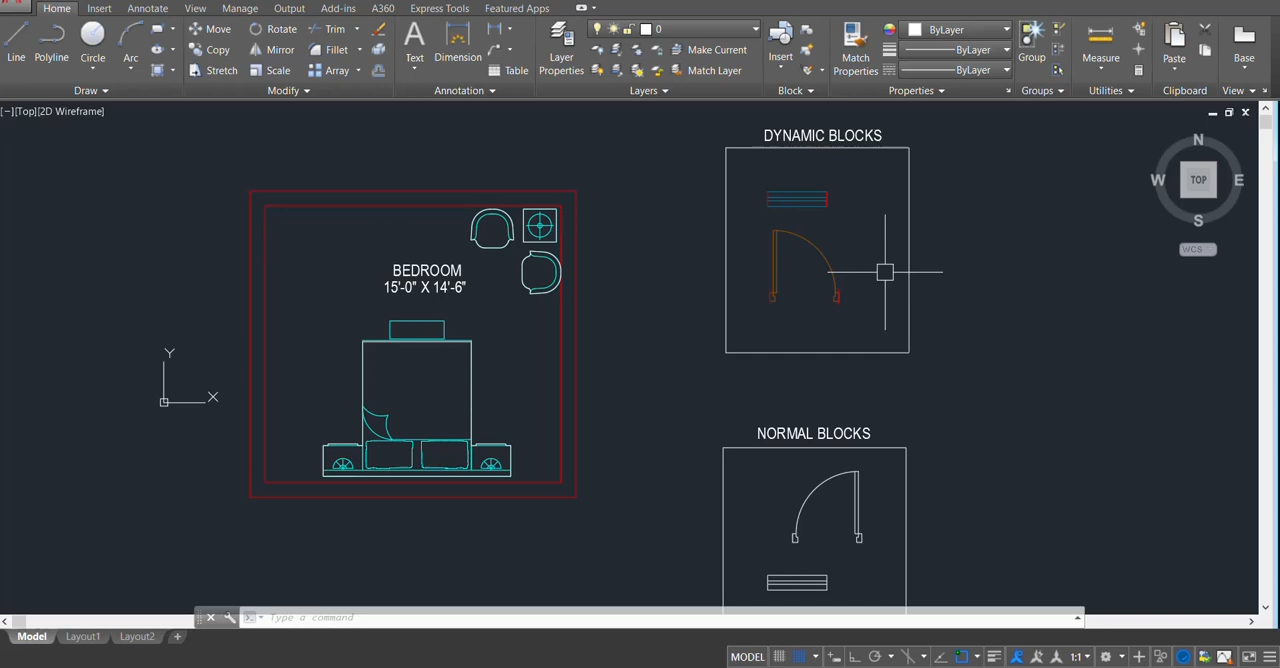 Home Insert Annotate View Manage Output Add-ins A360 Express Tools Featured Apps
Line Polyline Circle Arc
Move Rotate Trim
Copy Mirror Fillet
Stretch Scale Array
Text Dimension Table
Layer Properties
0
Make Current
Match Layer
Insert
Match Properties
ByLayer
ByLayer
ByLayer
Group
Measure
Paste
Base
Draw Modify Annotation Layers Block Properties Groups Utilities Clipboard View
[−][Top][2D Wireframe]
DYNAMIC BLOCKS
N
W TOP E
S
WCS
BEDROOM
15'-0" X 14'-6"
Y
X
NORMAL BLOCKS
Type a command
Model Layout1 Layout2 +
MODEL 1:1